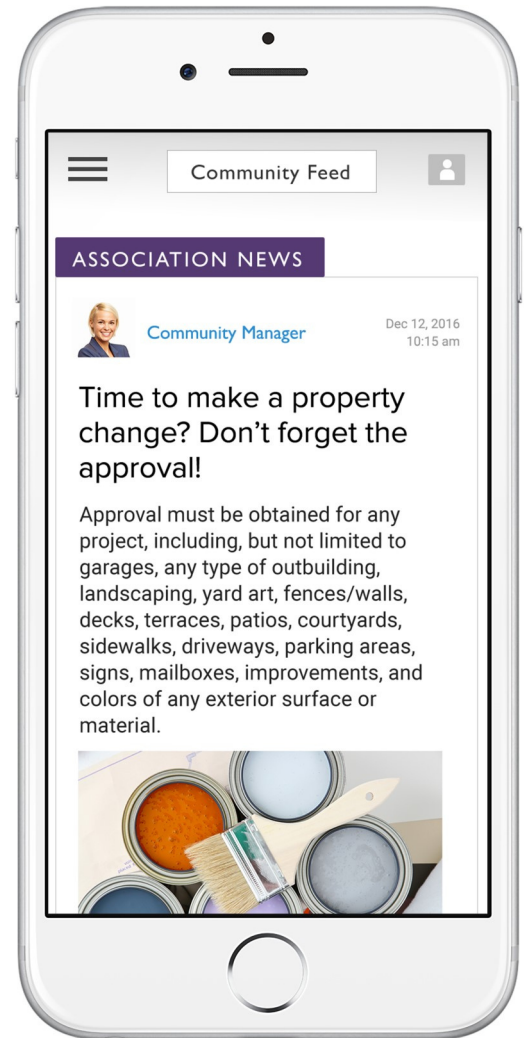 Community Feed
ASSOCIATION NEWS
Community Manager
Dec 12, 2016
10:15 am
Time to make a property
change? Don’t forget the
approval!
Approval must be obtained for any
project, including, but not limited to
garages, any type of outbuilding,
landscaping, yard art, fences/walls,
decks, terraces, patios, courtyards,
sidewalks, driveways, parking areas,
signs, mailboxes, improvements, and
colors of any exterior surface or
material.